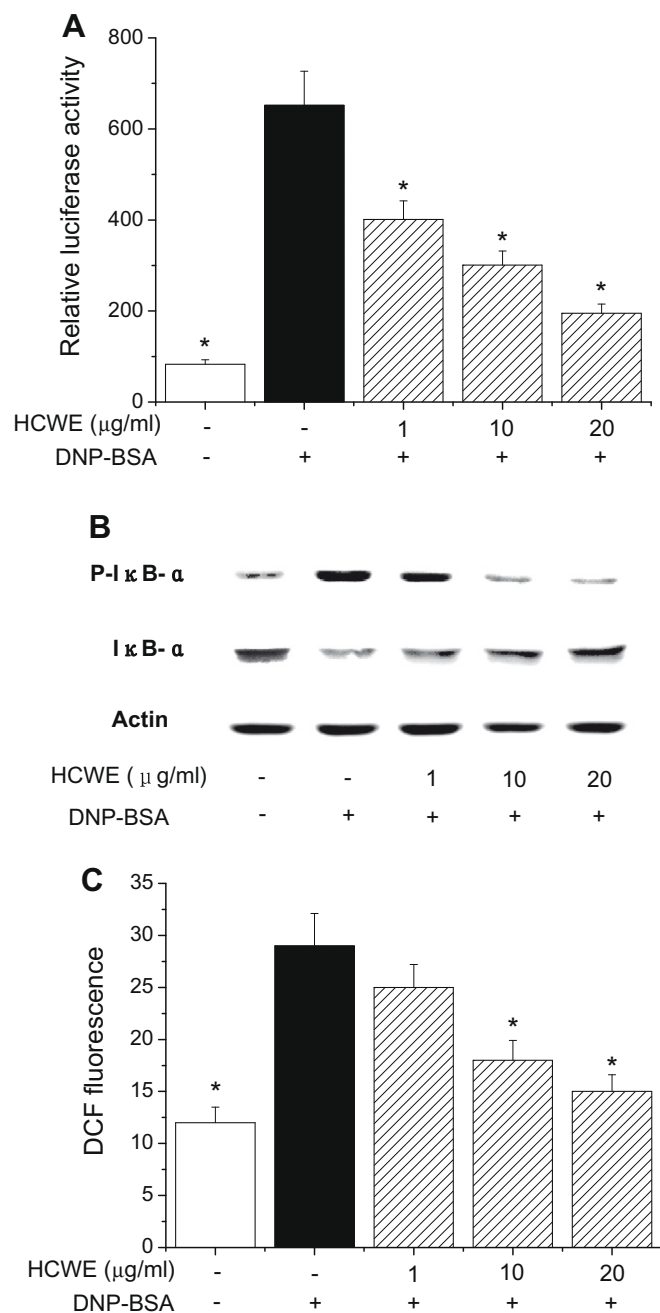 A
Relative luciferase activity
800
600
400
200
0
*
*
*
*
HCWE (μg/ml) - - 1 10 20
DNP-BSA - + + + +
B
P-IκB-α
IκB-α
Actin
HCWE ( μ g/ml) - - 1 10 20
DNP-BSA - + + + +
C
DCF fluorescence
35
30
25
20
15
10
5
0
*
*
*
HCWE (μg/ml) - - 1 10 20
DNP-BSA - + + + +